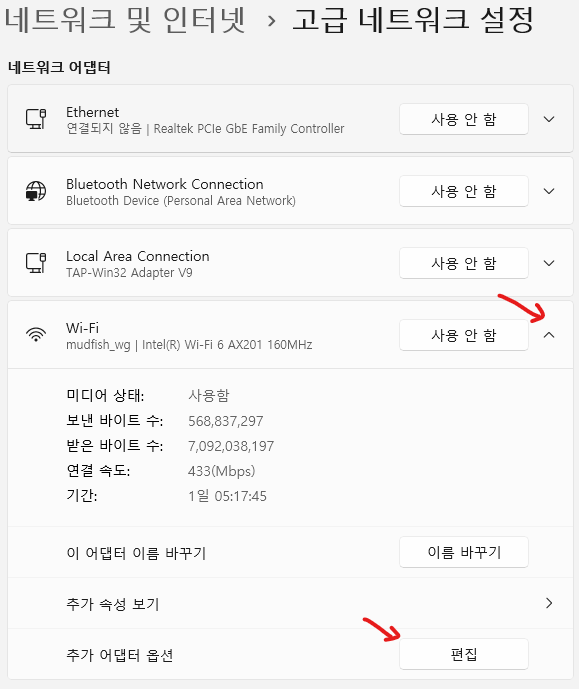 네트워크 및 인터넷 › 고급 네트워크 설정
네트워크 어댑터
Ethernet
연결되지 않음 | Realtek PCIe GbE Family Controller
사용 안 함
Bluetooth Network Connection
Bluetooth Device (Personal Area Network)
사용 안 함
Local Area Connection
TAP-Win32 Adapter V9
사용 안 함
Wi-Fi
mudfish_wg | Intel(R) Wi-Fi 6 AX201 160MHz
사용 안 함
미디어 상태: 사용함
보낸 바이트 수: 568,837,297
받은 바이트 수: 7,092,038,197
연결 속도: 433(Mbps)
기간: 1일 05:17:45
이 어댑터 이름 바꾸기 이름 바꾸기
추가 속성 보기
추가 어댑터 옵션 편집